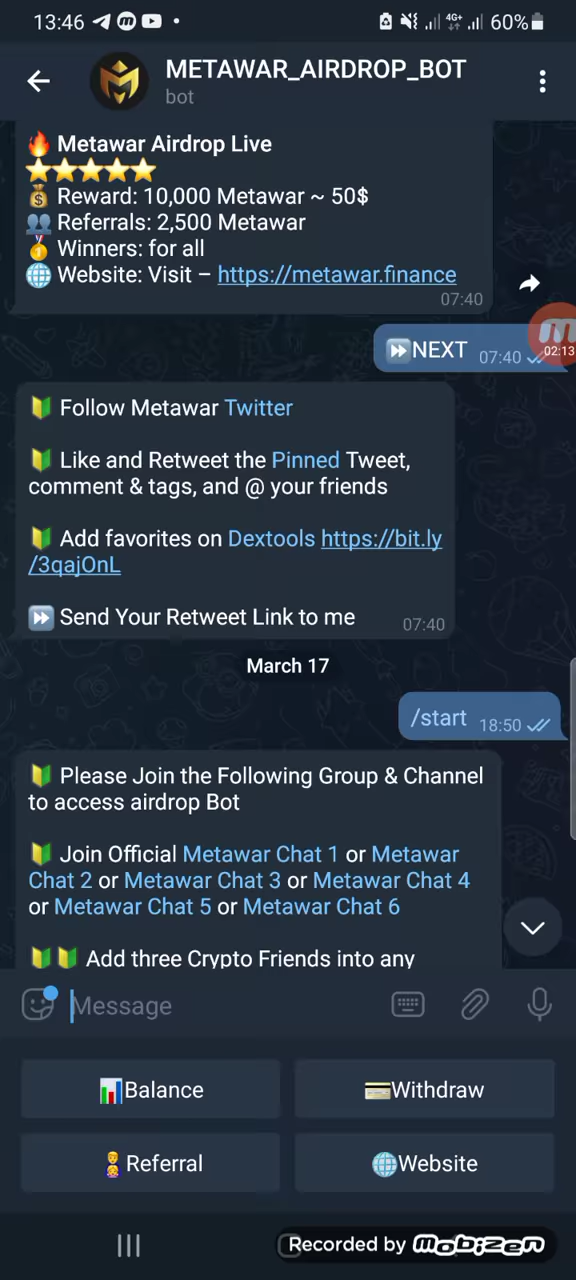 13:46 4G+ 60%
METAWAR_AIRDROP_BOT
bot
🔥 Metawar Airdrop Live
⭐⭐⭐⭐⭐
💰 Reward: 10,000 Metawar ~ 50$
👥 Referrals: 2,500 Metawar
🥇 Winners: for all
🌐 Website: Visit – https://metawar.finance
07:40
⏩NEXT 07:40
02:13
🔰 Follow Metawar Twitter
🔰 Like and Retweet the Pinned Tweet,
comment & tags, and @ your friends
🔰 Add favorites on Dextools https://bit.ly
/3qajOnL
⏩ Send Your Retweet Link to me 07:40
March 17
/start 18:50
🔰 Please Join the Following Group & Channel
to access airdrop Bot
🔰 Join Official Metawar Chat 1 or Metawar
Chat 2 or Metawar Chat 3 or Metawar Chat 4
or Metawar Chat 5 or Metawar Chat 6
🔰🔰 Add three Crypto Friends into any
Message
📊Balance 💳Withdraw
Referral 🌐Website
Recorded by mobizen